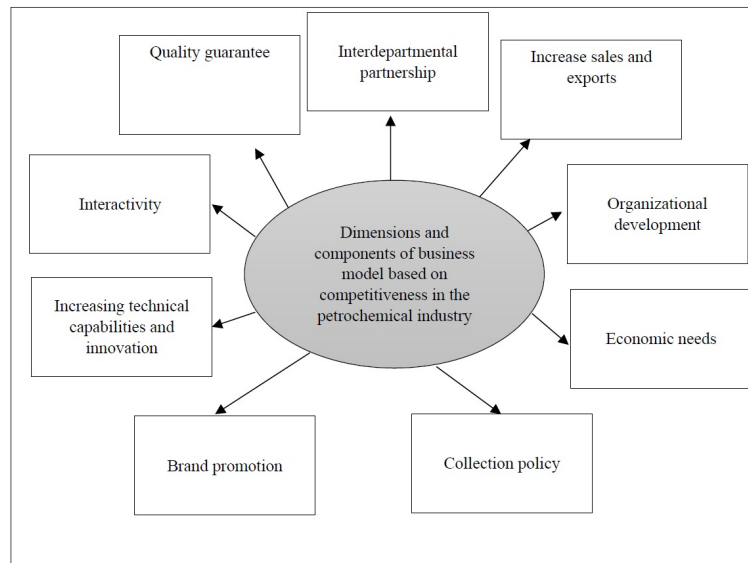 Quality guarantee
Interdepartmental
partnership
Increase sales and
exports
Interactivity
Organizational
development
Dimensions and
components of business
model based on
competitiveness in the
petrochemical industry
Increasing technical
capabilities and
innovation
Economic needs
Brand promotion
Collection policy